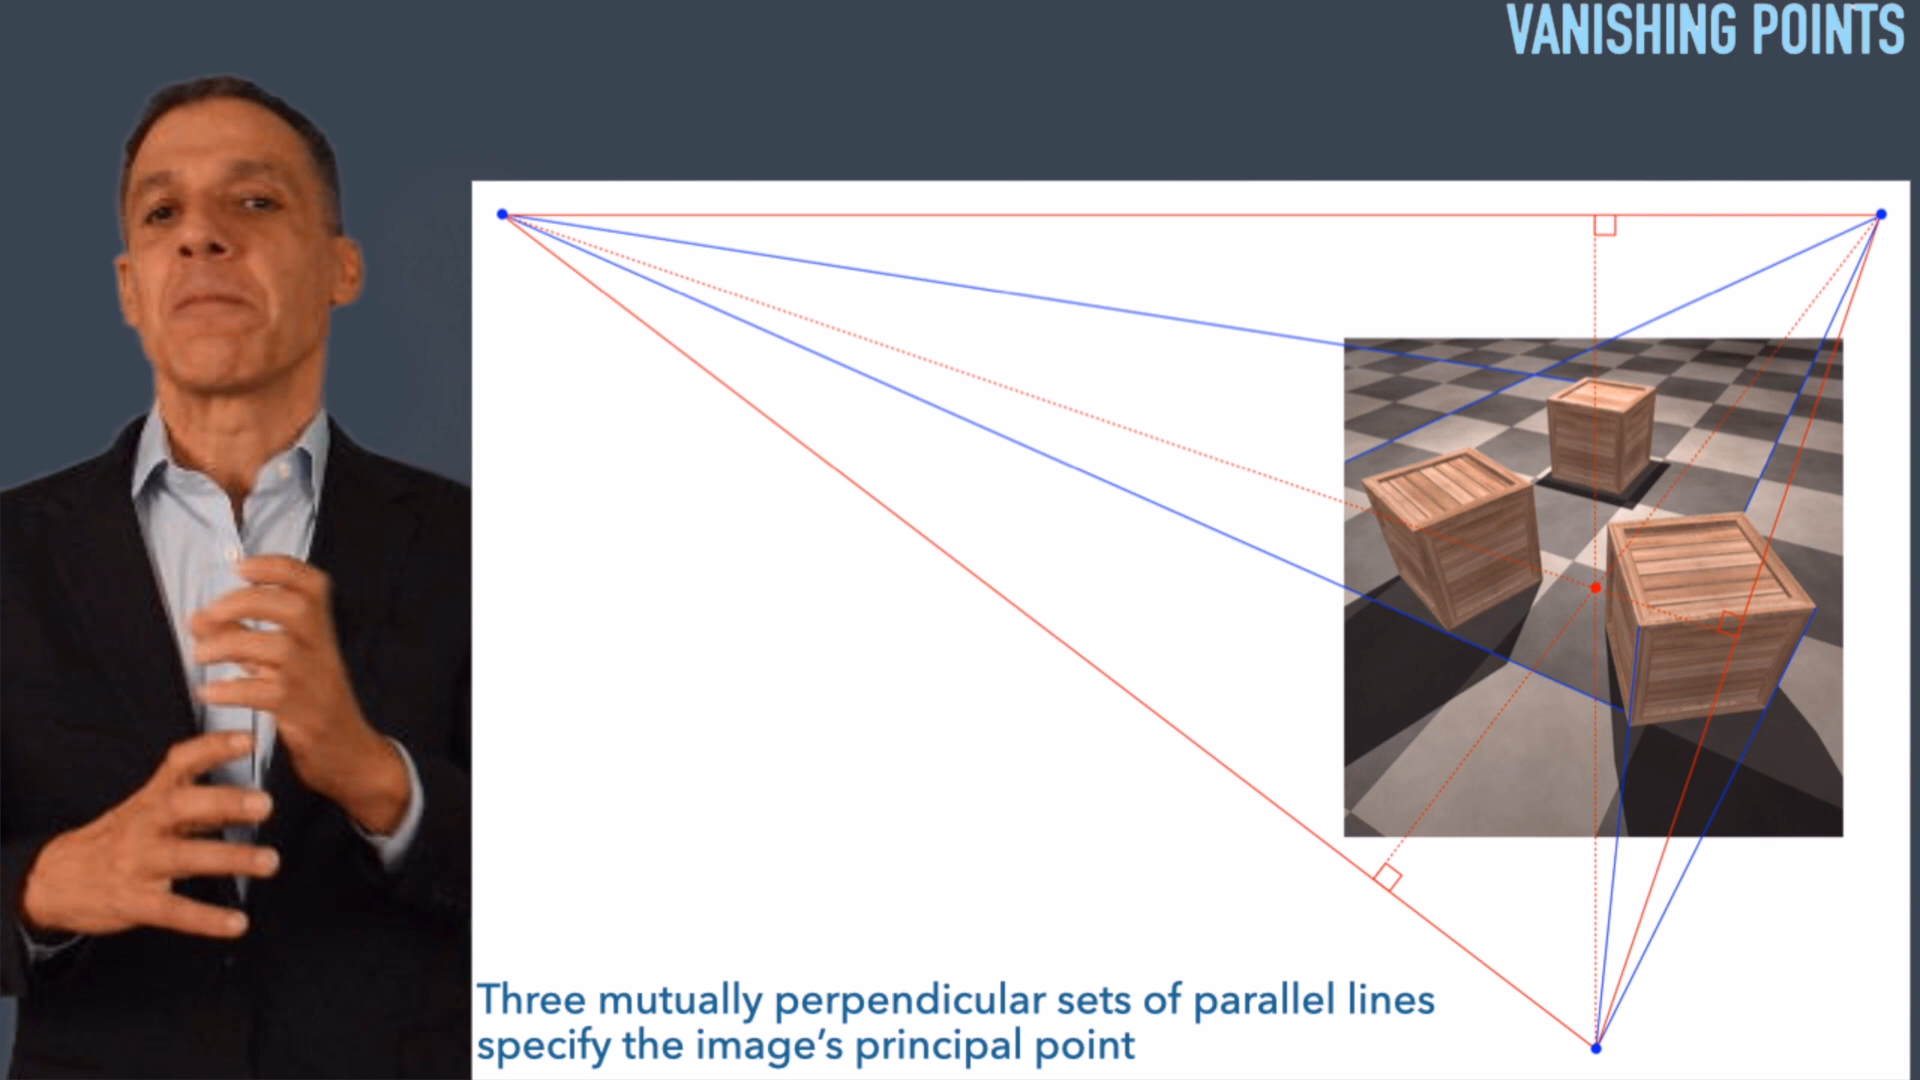 VANISHING POINTS
Three mutually perpendicular sets of parallel lines
specify the image’s principal point